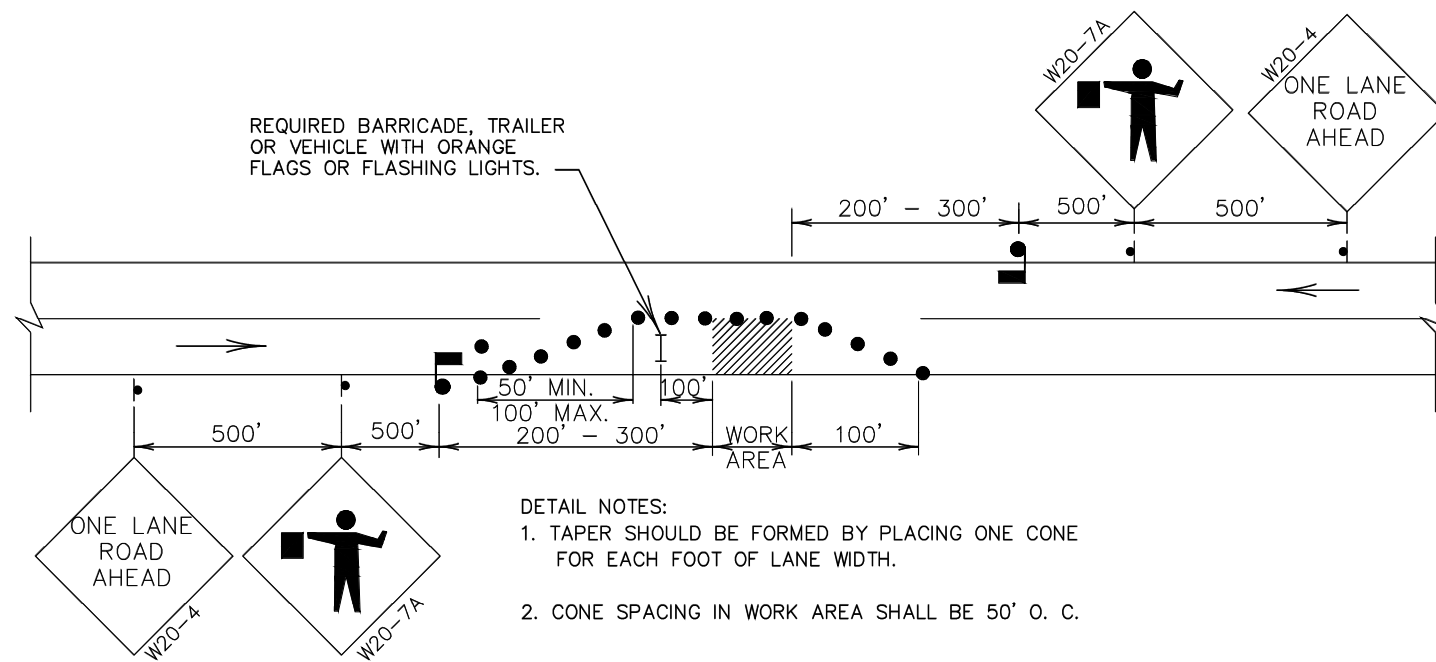 W20-7A
W20-4
ONE LANE
ROAD
AHEAD
REQUIRED BARRICADE, TRAILER
OR VEHICLE WITH ORANGE
FLAGS OR FLASHING LIGHTS.
200' - 300'
500'
500'
50' MIN.
100' MAX.
100'
500'
500'
200' - 300'
WORK
AREA
100'
ONE LANE
ROAD
AHEAD
W20-4
W20-7A
DETAIL NOTES:
1. TAPER SHOULD BE FORMED BY PLACING ONE CONE
FOR EACH FOOT OF LANE WIDTH.
2. CONE SPACING IN WORK AREA SHALL BE 50' O. C.